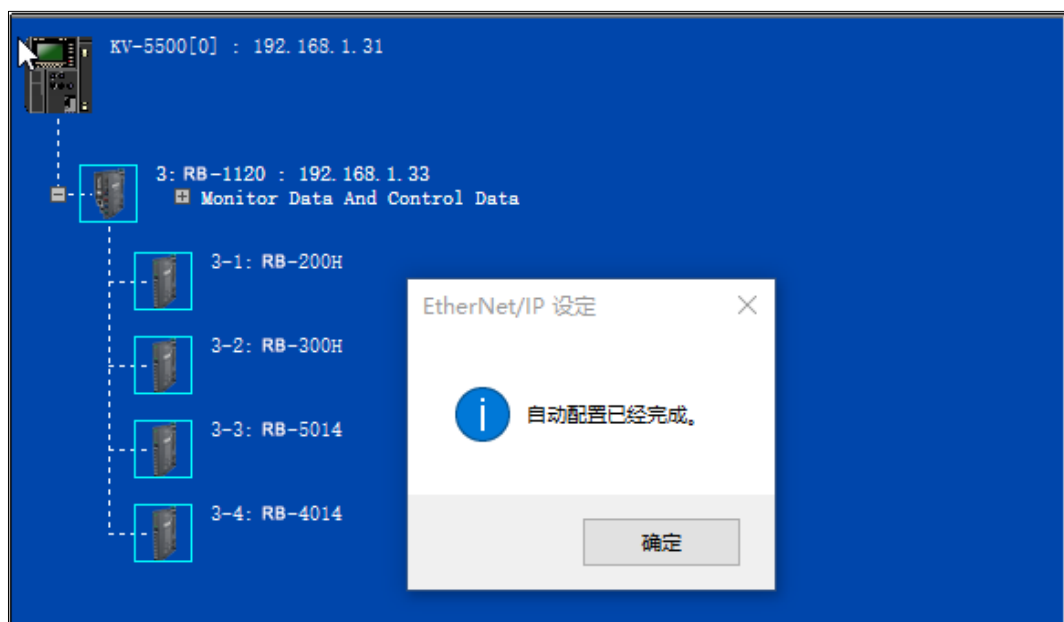 KV-5500[0] : 192.168.1.31
3: RB-1120 : 192.168.1.33
Monitor Data And Control Data
3-1: RB-200H
3-2: RB-300H
3-3: RB-5014
3-4: RB-4014
EtherNet/IP 设定
自动配置已经完成。
确定